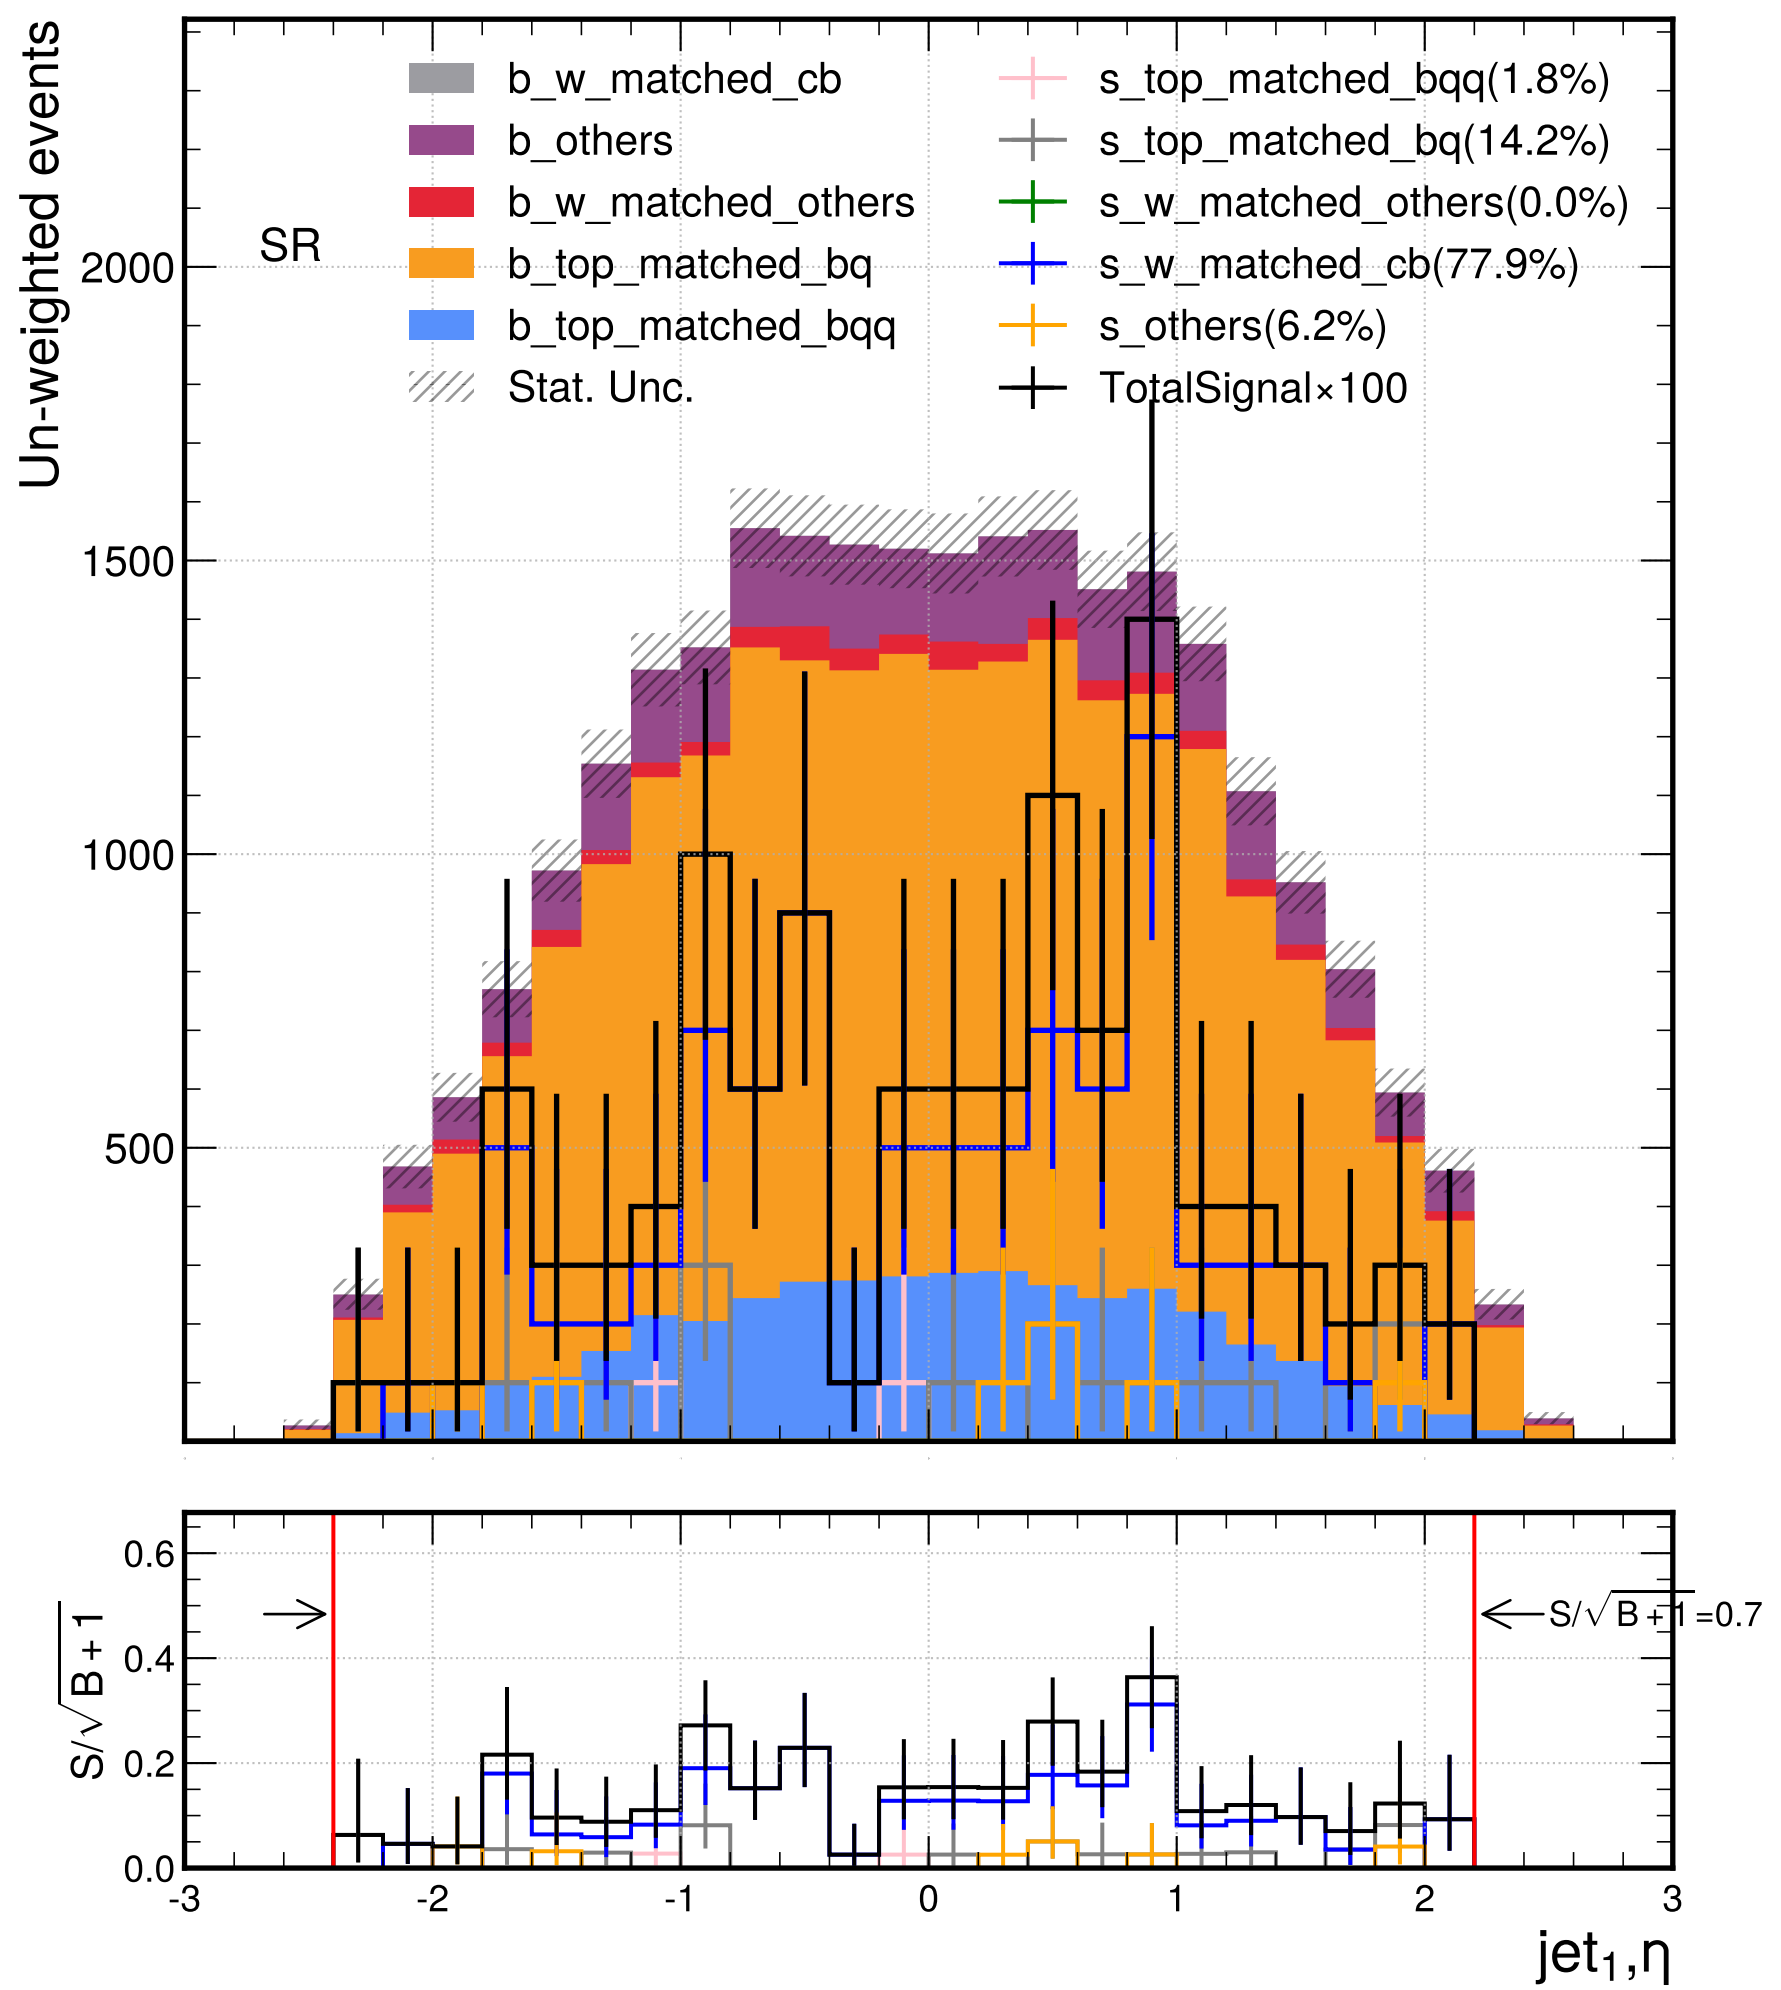 Un-weighted events
b_w_matched_cb
b_others
b_w_matched_others
b_top_matched_bq
b_top_matched_bqq
Stat. Unc.
s_top_matched_bqq(1.8%)
s_top_matched_bq(14.2%)
s_w_matched_others(0.0%)
s_w_matched_cb(77.9%)
s_others(6.2%)
TotalSignal×100
SR
2000
1500
1000
500
S/√B+1
0.6
0.4
0.2
0.0
S/√B+1=0.7
-3 -2 -1 0 1 2 3
jet₁,η